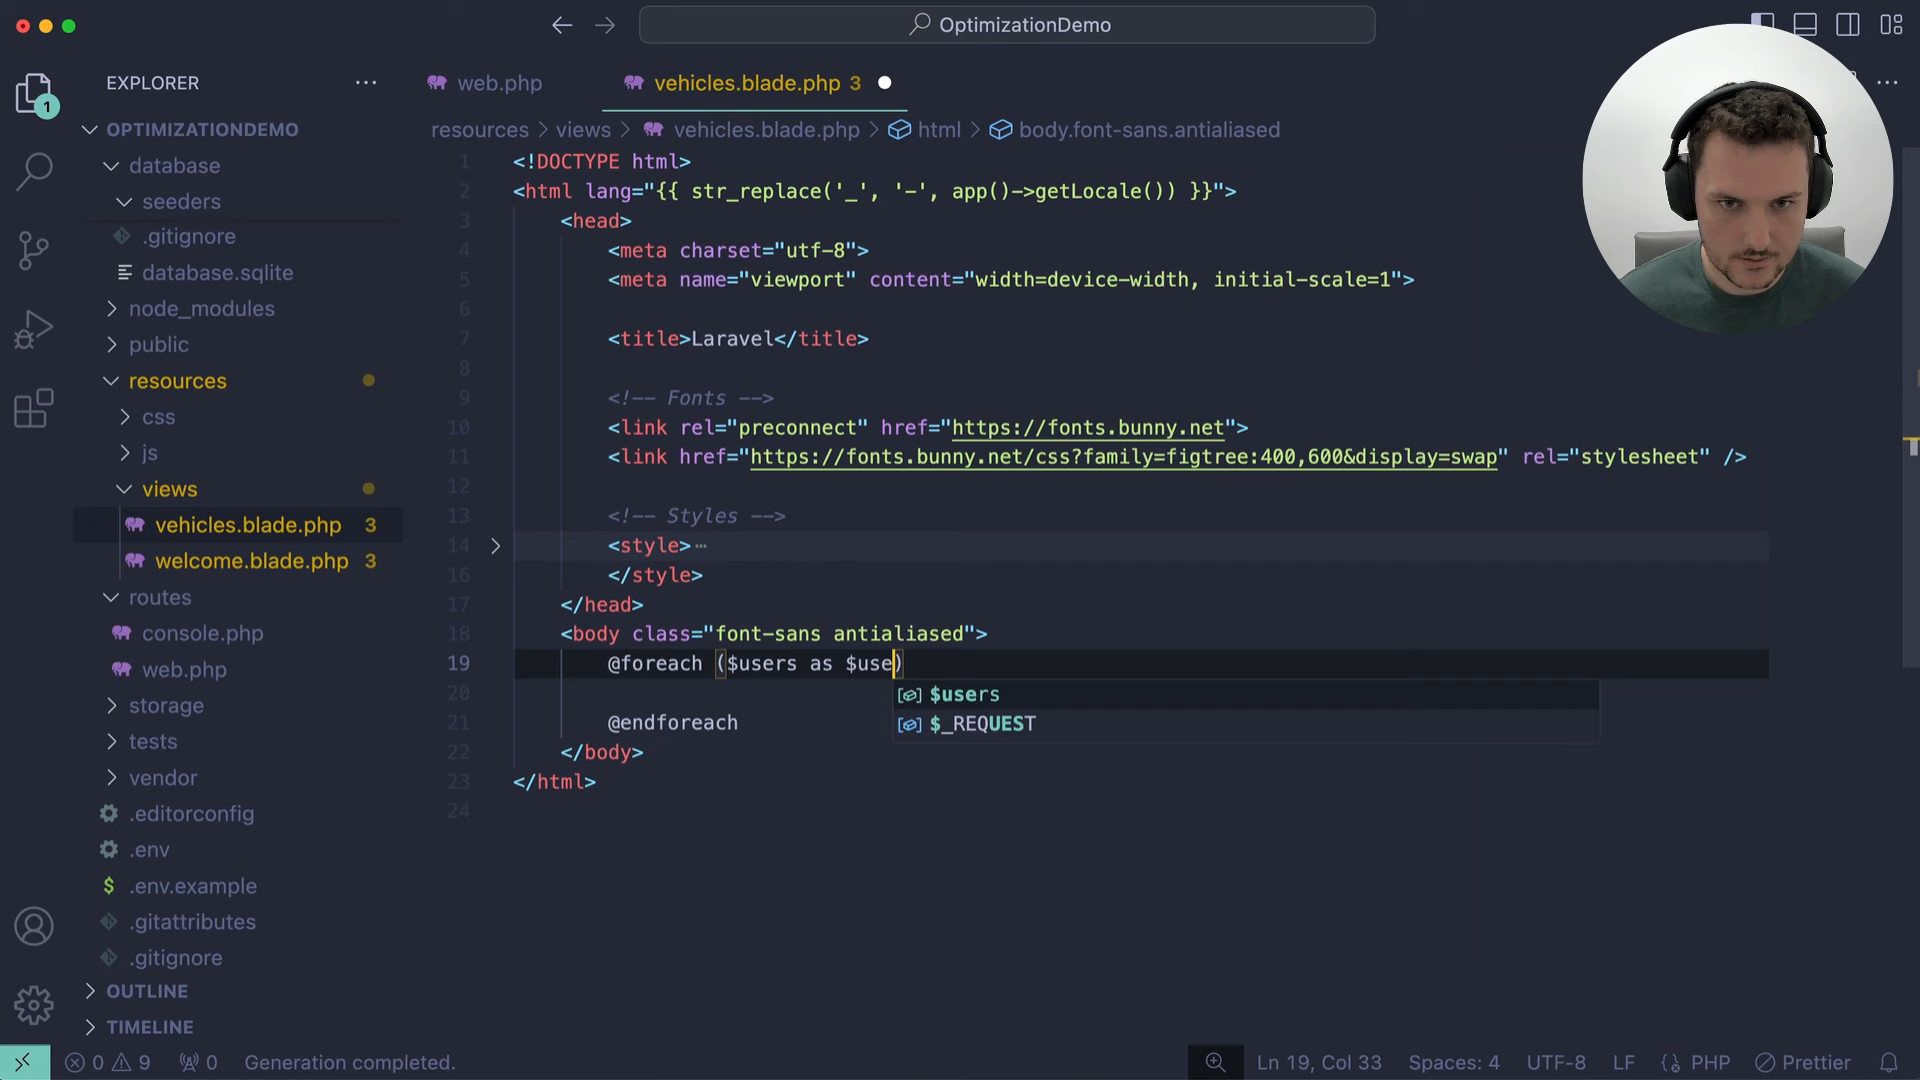 OptimizationDemo
EXPLORER
1
OPTIMIZATIONDEMO
database
seeders
.gitignore
database.sqlite
node_modules
public
resources
css
js
views
vehicles.blade.php 3
welcome.blade.php 3
routes
console.php
web.php
storage
tests
vendor
.editorconfig
.env
$ .env.example
.gitattributes
.gitignore
OUTLINE
TIMELINE
web.php
vehicles.blade.php 3
resources > views > vehicles.blade.php > html > body.font-sans.antialiased
1 <!DOCTYPE html>
2 <html lang="{{ str_replace('_', '-', app()->getLocale()) }}">
3 <head>
4 <meta charset="utf-8">
5 <meta name="viewport" content="width=device-width, initial-scale=1">
6
7 <title>Laravel</title>
8
9 <!-- Fonts -->
10 <link rel="preconnect" href="https://fonts.bunny.net">
11 <link href="https://fonts.bunny.net/css?family=figtree:400,600&display=swap" rel="stylesheet" />
12
13 <!-- Styles -->
14 <style>…
16 </style>
17 </head>
18 <body class="font-sans antialiased">
19 @foreach ($users as $use)
20
21 @endforeach
22 </body>
23 </html>
24
$users
$_REQUEST
0 9 0 Generation completed.
Ln 19, Col 33 Spaces: 4 UTF-8 LF {} PHP Prettier